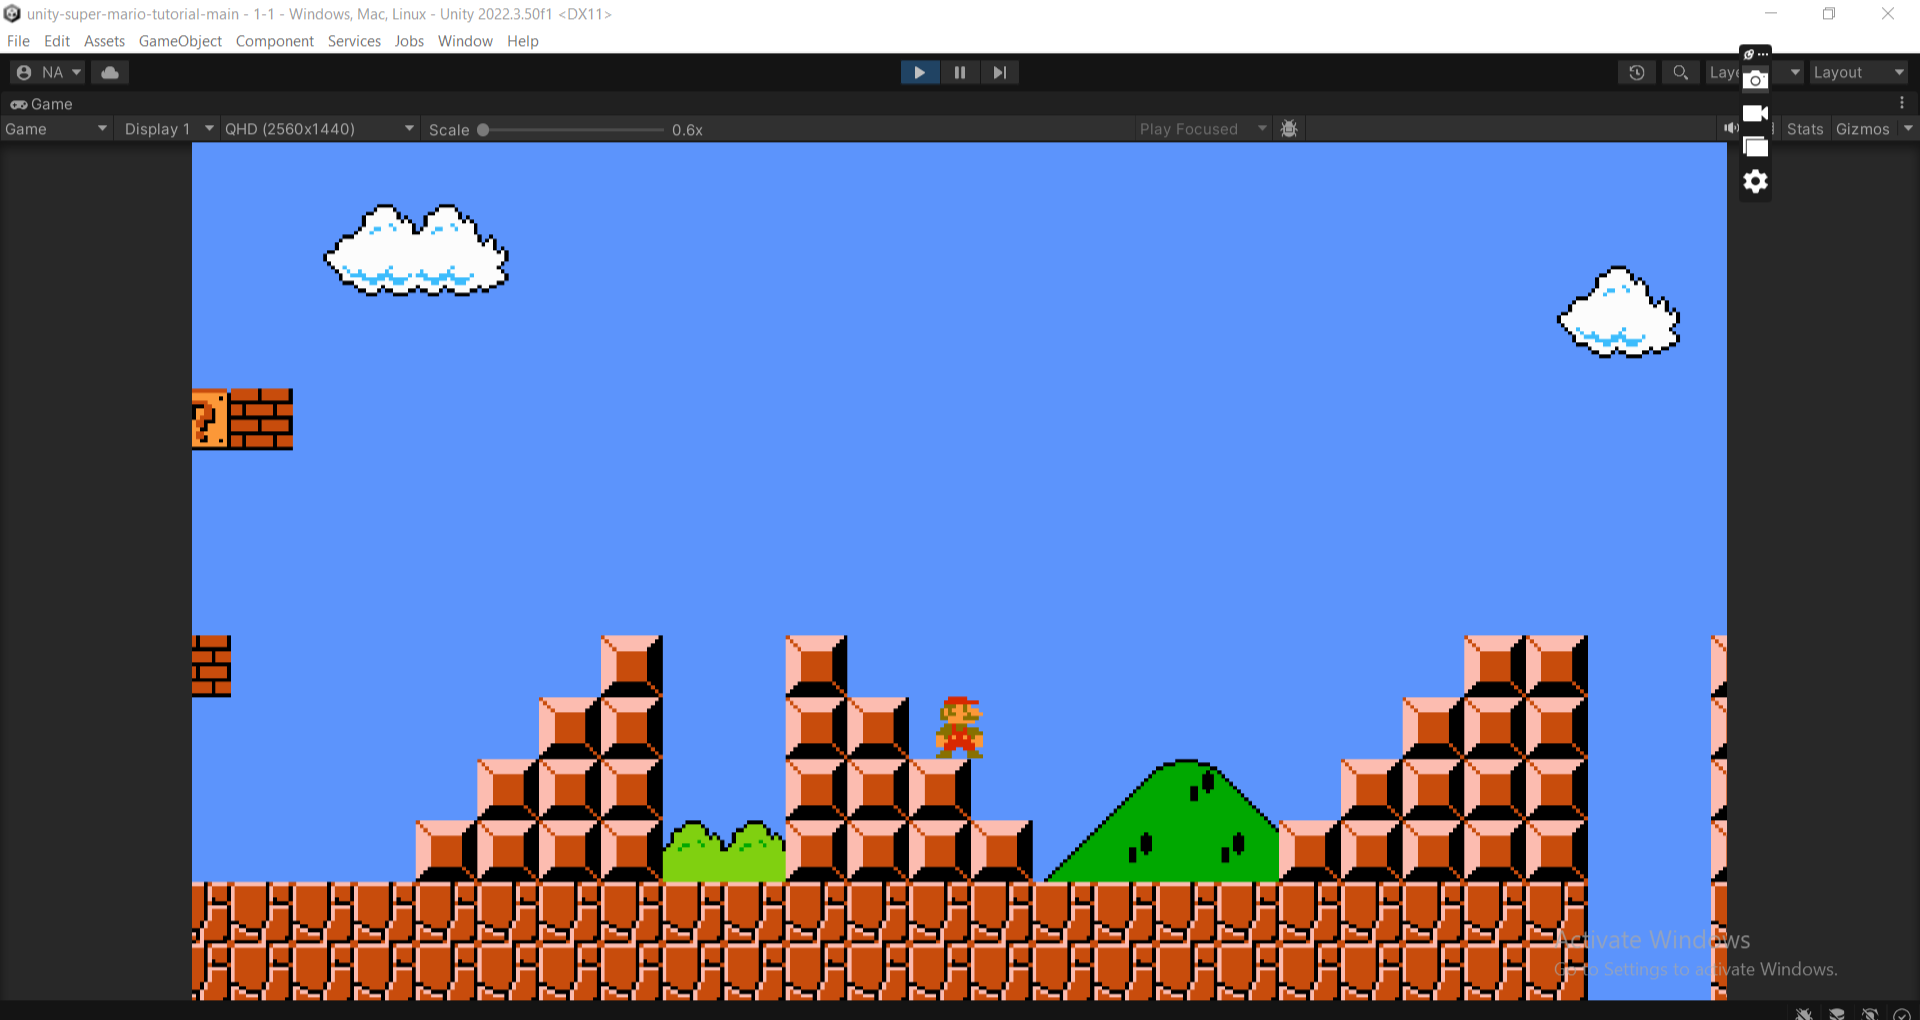 unity-super-mario-tutorial-main - 1-1 - Windows, Mac, Linux - Unity 2022.3.50f1 <DX11>
File Edit Assets GameObject Component Services Jobs Window Help
NA Layout
Game
Game Display 1 QHD (2560x1440) Scale 0.6x Play Focused Stats Gizmos
?
Activate Windows
Go to Settings to activate Windows.